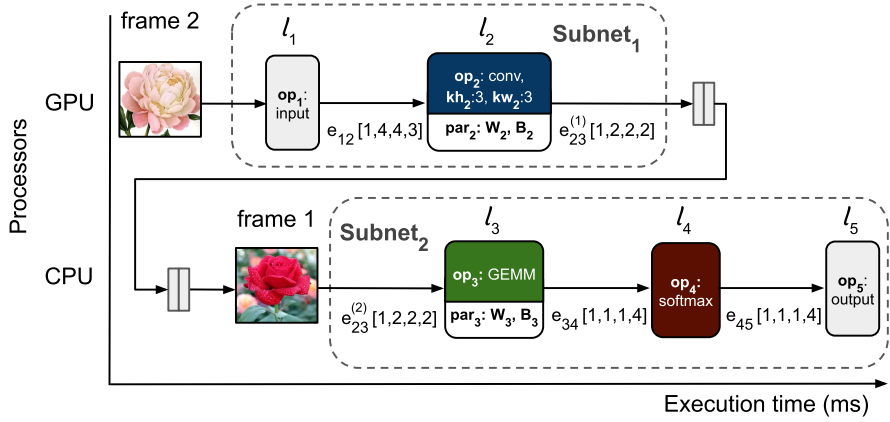 frame 2
l₁
l₂
Subnet₁
Processors
GPU
op₁:
input
op₂: conv,
kh₂:3, kw₂:3
par₂: W₂, B₂
e₁₂ [1,4,4,3]
e₂₃⁽¹⁾ [1,2,2,2]
frame 1
Subnet₂
l₃
l₄
l₅
CPU
op₃: GEMM
par₃: W₃, B₃
op₄:
softmax
op₅:
output
e₂₃⁽²⁾ [1,2,2,2]
e₃₄ [1,1,1,4]
e₄₅ [1,1,1,4]
Execution time (ms)